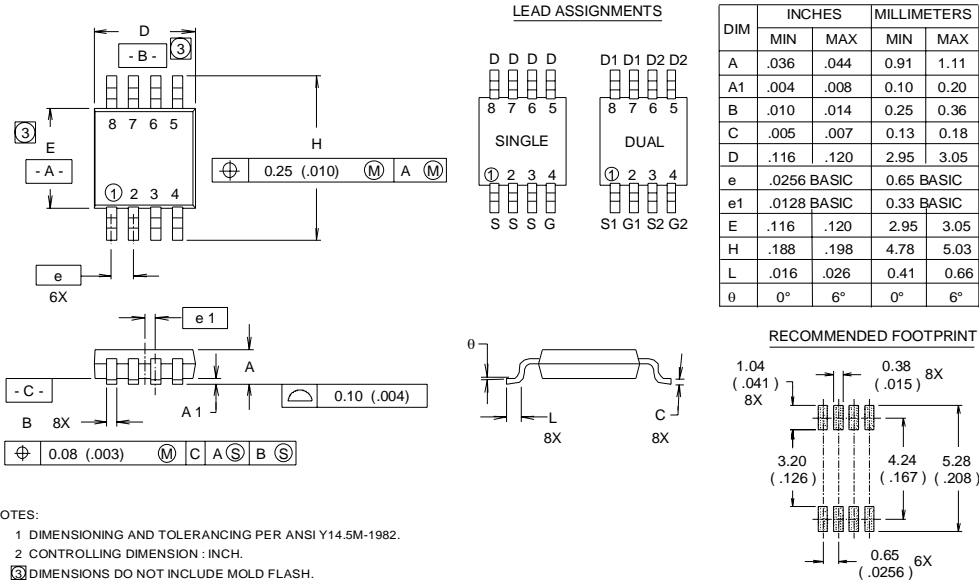 LEAD ASSIGNMENTS
D
- B -
3
3
E
- A -
8 7 6 5
1 2 3 4
H
0.25 (.010) M A M
e
6X
D D D D
8 7 6 5
SINGLE
1 2 3 4
S S S G
D1 D1 D2 D2
8 7 6 5
DUAL
1 2 3 4
S1 G1 S2 G2
DIM INCHES MILLIMETERS
MIN MAX MIN MAX
A .036 .044 0.91 1.11
A1 .004 .008 0.10 0.20
B .010 .014 0.25 0.36
C .005 .007 0.13 0.18
D .116 .120 2.95 3.05
e .0256 BASIC 0.65 BASIC
e1 .0128 BASIC 0.33 BASIC
E .116 .120 2.95 3.05
H .188 .198 4.78 5.03
L .016 .026 0.41 0.66
θ 0° 6° 0° 6°
e 1
A
- C -
B 8X
A 1
0.10 (.004)
0.08 (.003) M C A S B S
θ
L
8X
C
8X
RECOMMENDED FOOTPRINT
1.04
( .041 )
8X
0.38
( .015 ) 8X
3.20
( .126 )
4.24
( .167 )
5.28
( .208 )
0.65
( .0256 ) 6X
OTES:
1 DIMENSIONING AND TOLERANCING PER ANSI Y14.5M-1982.
2 CONTROLLING DIMENSION : INCH.
3 DIMENSIONS DO NOT INCLUDE MOLD FLASH.